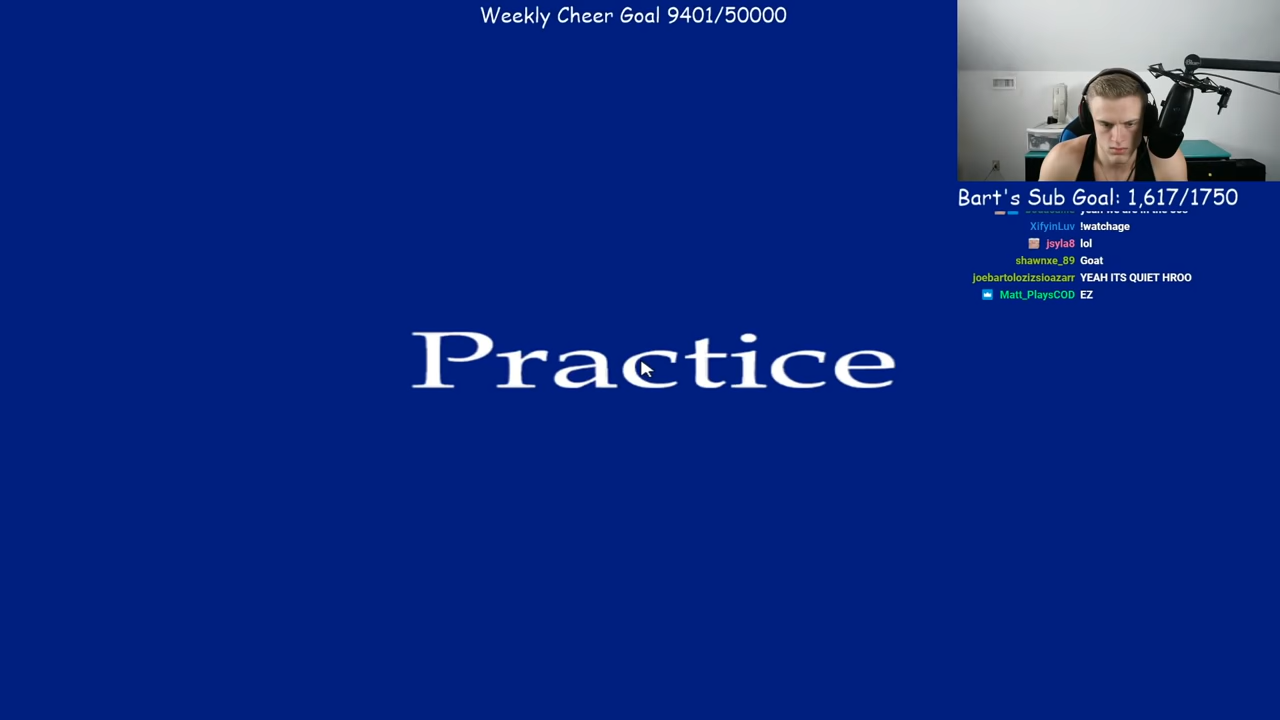 Weekly Cheer Goal 9401/50000
Bart's Sub Goal: 1,617/1750
XifyinLuv !watchage
jsyla8 lol
shawnxe_89 Goat
joebartolozizsioazarr YEAH ITS QUIET HROO
Matt_PlaysCOD EZ
Practice